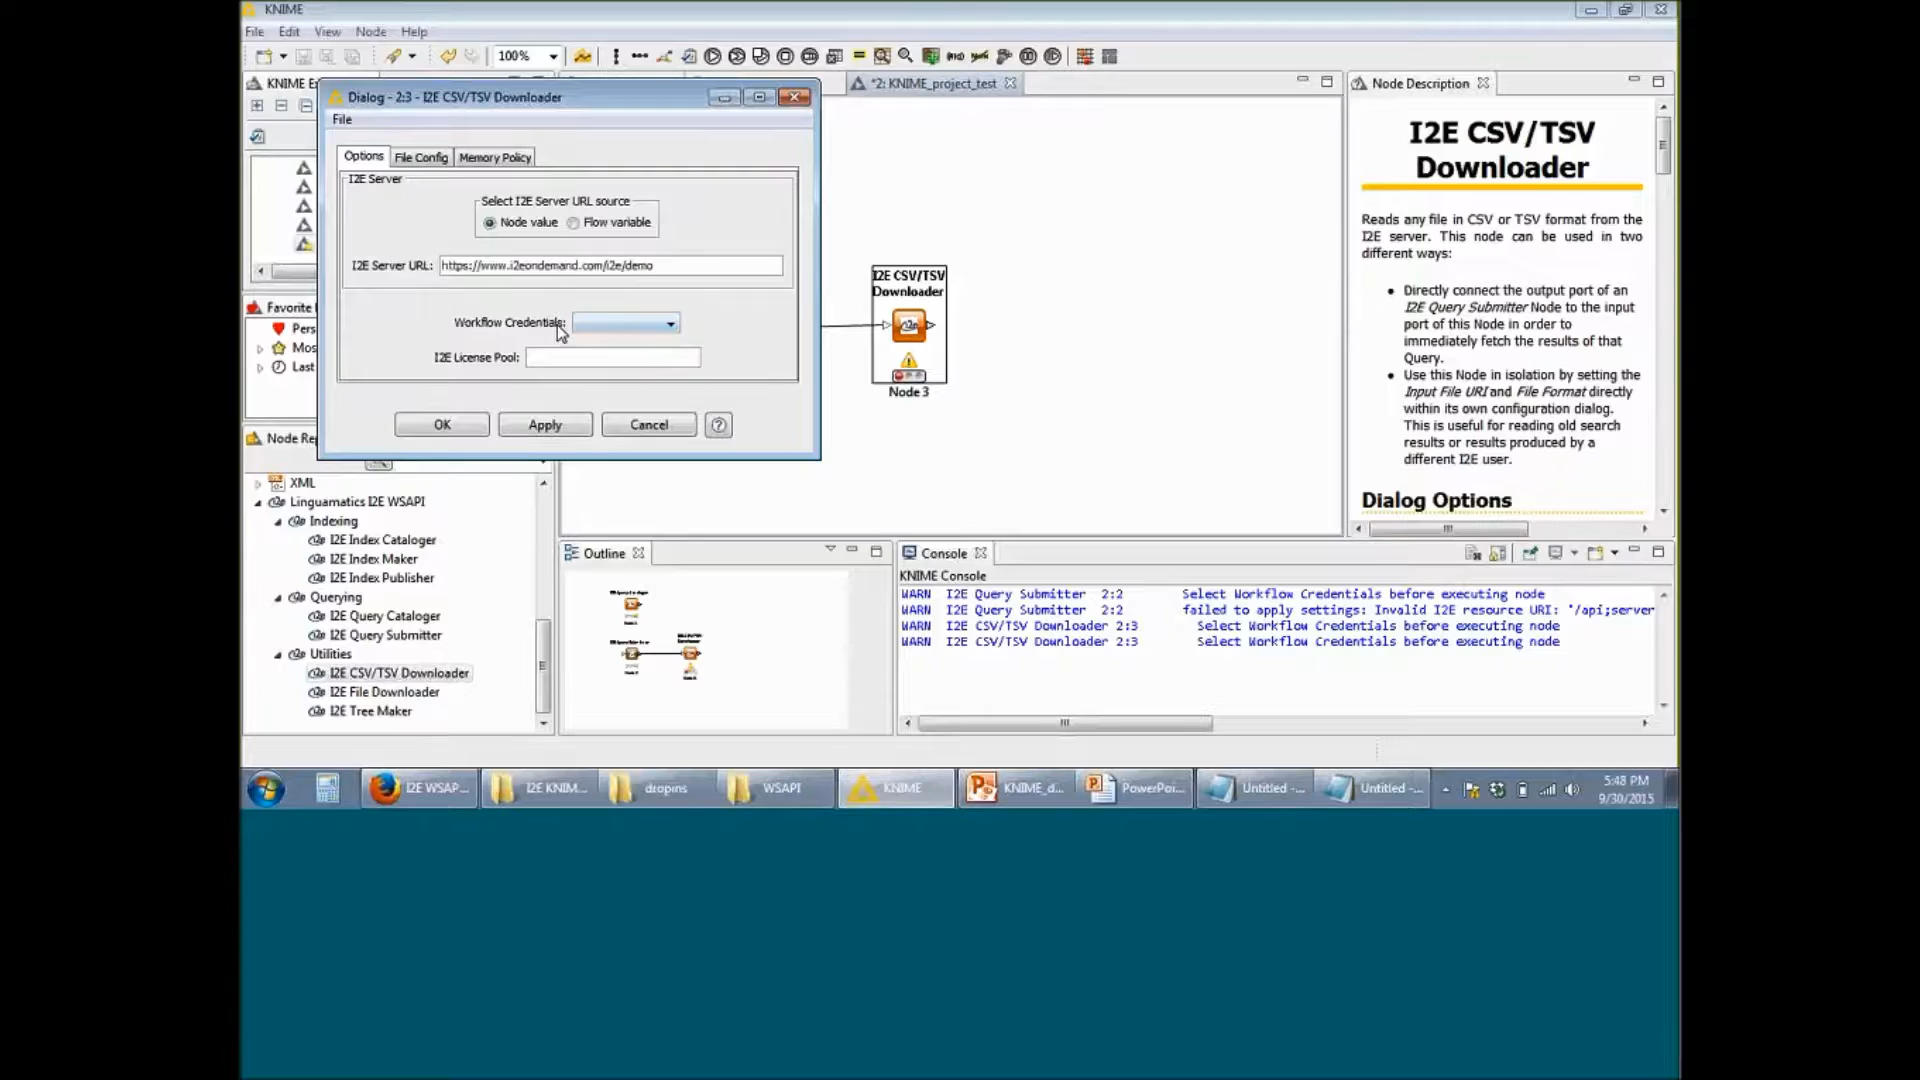 KNIME
File Edit View Node Help
100%
KNIME Ex
*2: KNIME_project_test
Node Description
Dialog - 2:3 - I2E CSV/TSV Downloader
File
Options File Config Memory Policy
I2E Server
Select I2E Server URL source
Node value Flow variable
I2E Server URL: https://www.i2eondemand.com/i2e/demo
Workflow Credentials:
I2E License Pool:
OK Apply Cancel
Favorite
Pers
Mos
Last
Node Rep
XML
Linguamatics I2E WSAPI
Indexing
I2E Index Cataloger
I2E Index Maker
I2E Index Publisher
Querying
I2E Query Cataloger
I2E Query Submitter
Utilities
I2E CSV/TSV Downloader
I2E File Downloader
I2E Tree Maker
I2E CSV/TSV
Downloader
Node 3
I2E CSV/TSV
Downloader
Reads any file in CSV or TSV format from the
I2E server. This node can be used in two
different ways:
Directly connect the output port of an
I2E Query Submitter Node to the input
port of this Node in order to
immediately fetch the results of that
Query.
Use this Node in isolation by setting the
Input File URI and File Format directly
within its own configuration dialog.
This is useful for reading old search
results or results produced by a
different I2E user.
Dialog Options
Outline
Console
KNIME Console
WARN I2E Query Submitter 2:2 Select Workflow Credentials before executing node
WARN I2E Query Submitter 2:2 failed to apply settings: Invalid I2E resource URI: '/api;server
WARN I2E CSV/TSV Downloader 2:3 Select Workflow Credentials before executing node
WARN I2E CSV/TSV Downloader 2:3 Select Workflow Credentials before executing node
I2E WSAP... I2E KNIM... dropins WSAPI KNIME KNIME_d... PowerPoi... Untitled -... Untitled -...
5:48 PM
9/30/2015